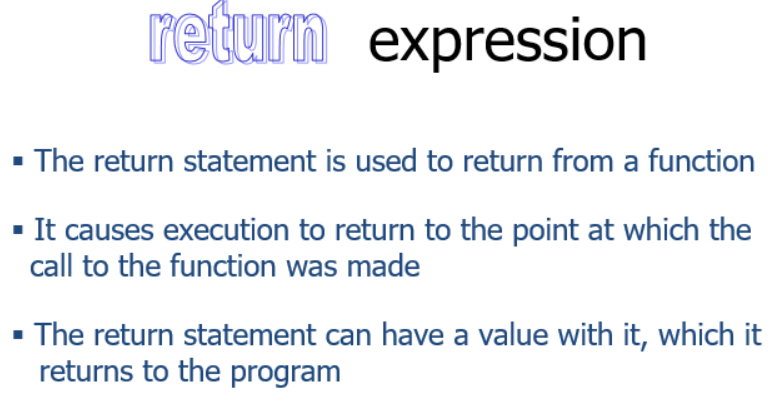 return expression
▪ The return statement is used to return from a function
▪ It causes execution to return to the point at which the
call to the function was made
▪ The return statement can have a value with it, which it
returns to the program